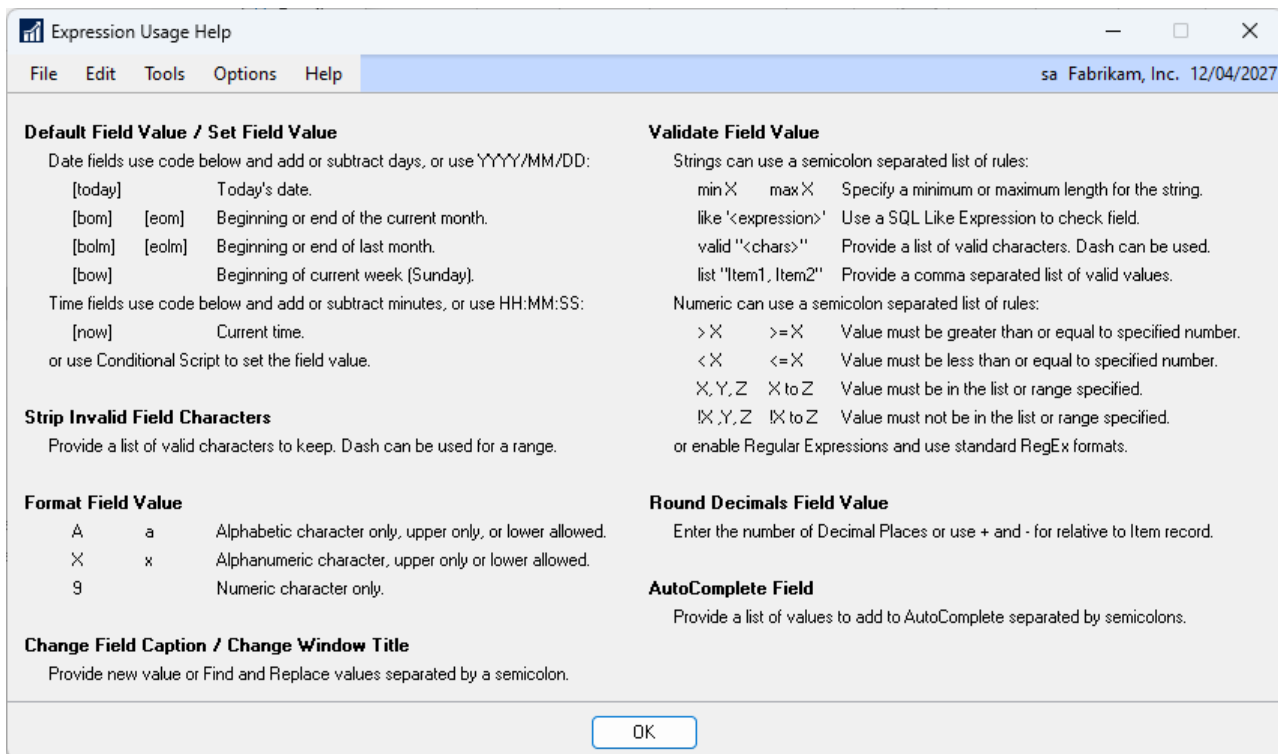 Expression Usage Help
File Edit Tools Options Help sa Fabrikam, Inc. 12/04/2027
Default Field Value / Set Field Value
Date fields use code below and add or subtract days, or use YYYY/MM/DD:
[today] Today's date.
[bom] [eom] Beginning or end of the current month.
[bolm] [eolm] Beginning or end of last month.
[bow] Beginning of current week (Sunday).
Time fields use code below and add or subtract minutes, or use HH:MM:SS:
[now] Current time.
or use Conditional Script to set the field value.
Strip Invalid Field Characters
Provide a list of valid characters to keep. Dash can be used for a range.
Format Field Value
A a Alphabetic character only, upper only, or lower allowed.
X x Alphanumeric character, upper only or lower allowed.
9 Numeric character only.
Change Field Caption / Change Window Title
Provide new value or Find and Replace values separated by a semicolon.
Validate Field Value
Strings can use a semicolon separated list of rules:
min X max X Specify a minimum or maximum length for the string.
like '<expression>' Use a SQL Like Expression to check field.
valid "<chars>" Provide a list of valid characters. Dash can be used.
list "Item1, Item2" Provide a comma separated list of valid values.
Numeric can use a semicolon separated list of rules:
> X >= X Value must be greater than or equal to specified number.
< X <= X Value must be less than or equal to specified number.
X, Y, Z X to Z Value must be in the list or range specified.
!X ,Y, Z !X to Z Value must not be in the list or range specified.
or enable Regular Expressions and use standard RegEx formats.
Round Decimals Field Value
Enter the number of Decimal Places or use + and - for relative to Item record.
AutoComplete Field
Provide a list of values to add to AutoComplete separated by semicolons.
OK